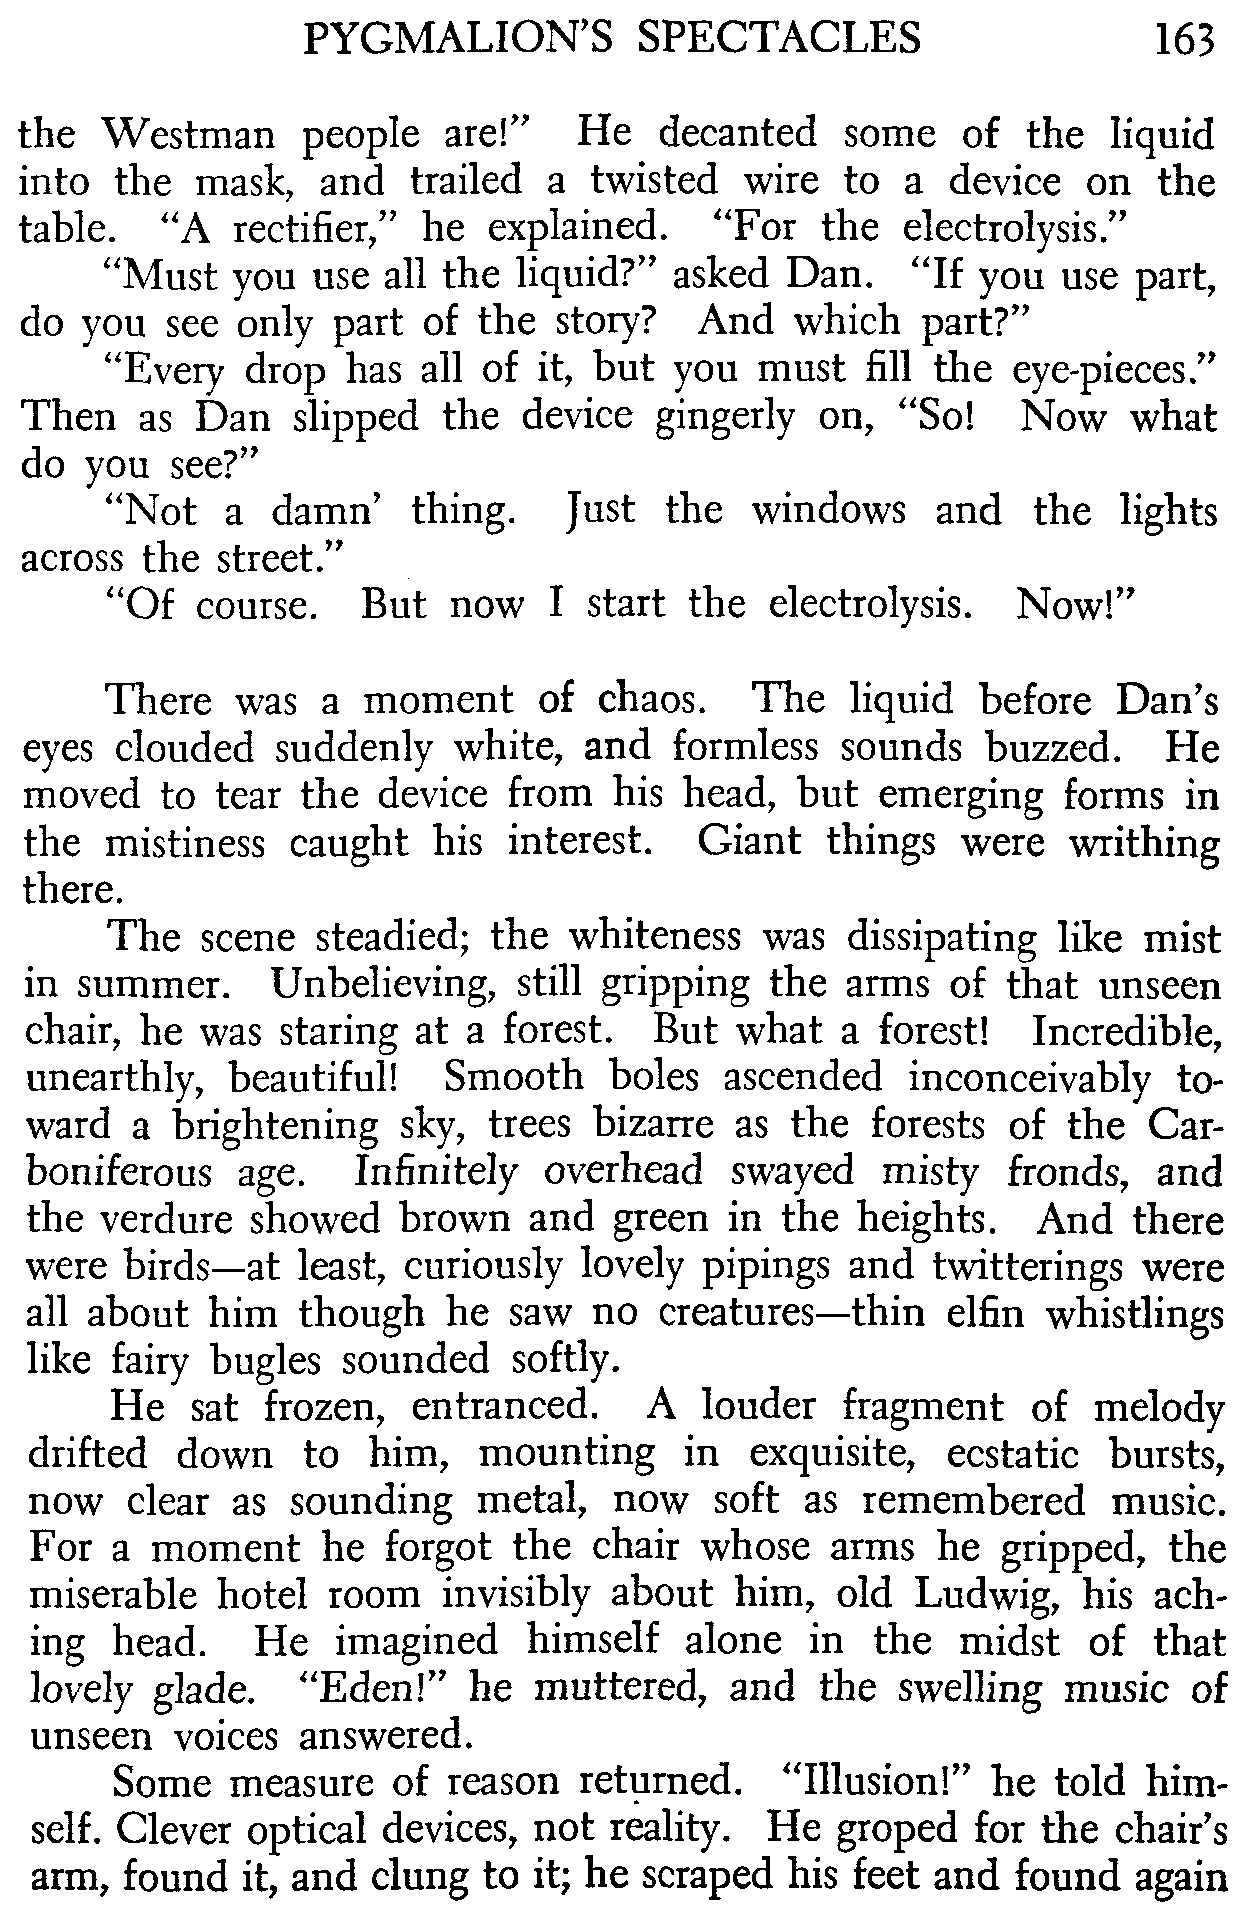 PYGMALION'S SPECTACLES 163
the Westman people are!” He decanted some of the liquid
into the mask, and trailed a twisted wire to a device on the
table. “A rectifier,” he explained. “For the electrolysis.”
“Must you use all the liquid?” asked Dan. “If you use part,
do you see only part of the story? And which part?”
“Every drop has all of it, but you must fill the eye-pieces.”
Then as Dan slipped the device gingerly on, “So! Now what
do you see?”
“Not a damn’ thing. Just the windows and the lights
across the street.”
“Of course. But now I start the electrolysis. Now!”
There was a moment of chaos. The liquid before Dan’s
eyes clouded suddenly white, and formless sounds buzzed. He
moved to tear the device from his head, but emerging forms in
the mistiness caught his interest. Giant things were writhing
there.
The scene steadied; the whiteness was dissipating like mist
in summer. Unbelieving, still gripping the arms of that unseen
chair, he was staring at a forest. But what a forest! Incredible,
unearthly, beautiful! Smooth boles ascended inconceivably to-
ward a brightening sky, trees bizarre as the forests of the Car-
boniferous age. Infinitely overhead swayed misty fronds, and
the verdure showed brown and green in the heights. And there
were birds—at least, curiously lovely pipings and twitterings were
all about him though he saw no creatures—thin elfin whistlings
like fairy bugles sounded softly.
He sat frozen, entranced. A louder fragment of melody
drifted down to him, mounting in exquisite, ecstatic bursts,
now clear as sounding metal, now soft as remembered music.
For a moment he forgot the chair whose arms he gripped, the
miserable hotel room invisibly about him, old Ludwig, his ach-
ing head. He imagined himself alone in the midst of that
lovely glade. “Eden!” he muttered, and the swelling music of
unseen voices answered.
Some measure of reason returned. “Illusion!” he told him-
self. Clever optical devices, not reality. He groped for the chair’s
arm, found it, and clung to it; he scraped his feet and found again